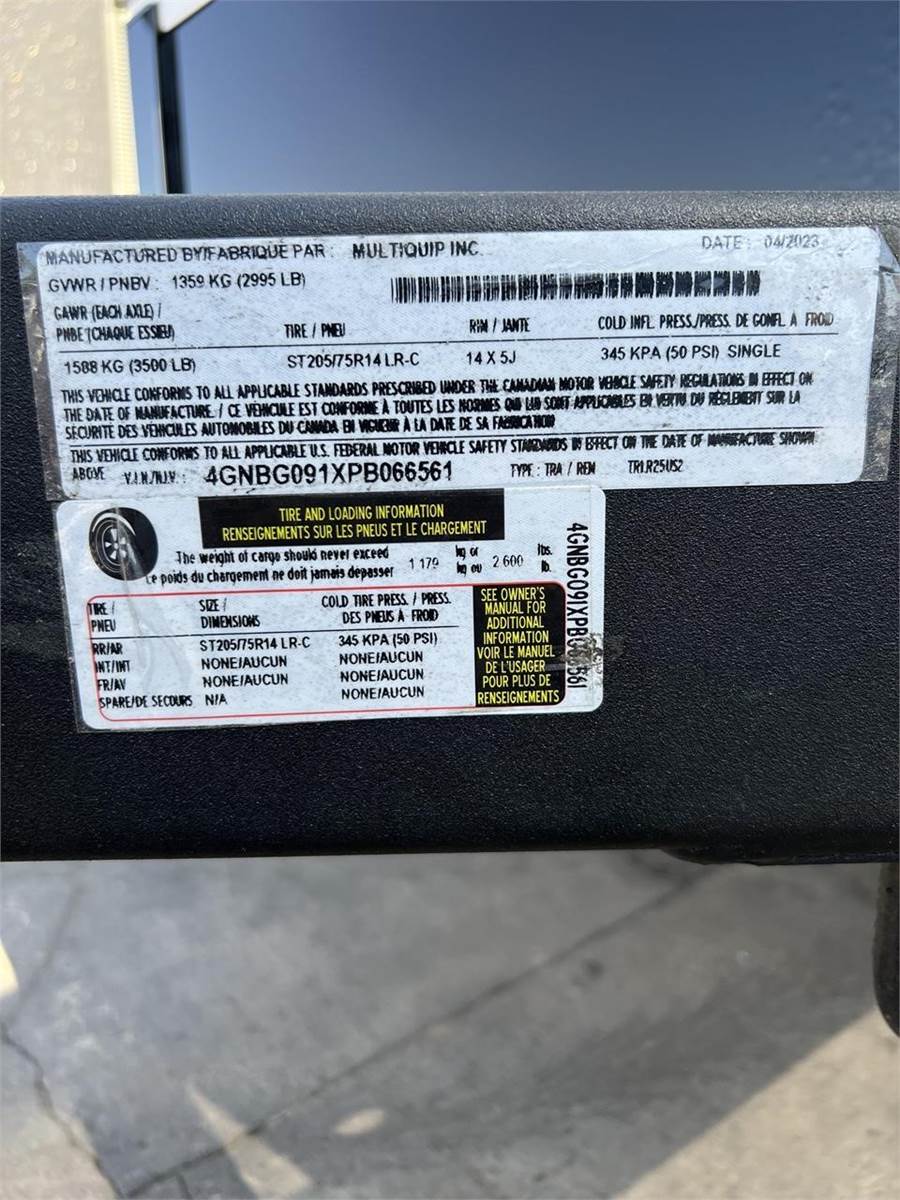 MANUFACTURED BY/FABRIQUE PAR : MULTIQUIP INC. DATE : 04/2023
GVWR / PNBV : 1359 KG (2995 LB)
GAWR (EACH AXLE) /
PNBE (CHAQUE ESSIEU) TIRE / PNEU RIM / JANTE COLD INFL. PRESS./PRESS. DE GONFL. A FROID
1588 KG (3500 LB) ST205/75R14 LR-C 14 X 5J 345 KPA (50 PSI) SINGLE
THIS VEHICLE CONFORMS TO ALL APPLICABLE STANDARDS PRESCRIBED UNDER THE CANADIAN MOTOR VEHICLE SAFETY REGULATIONS IN EFFECT ON
THE DATE OF MANUFACTURE. / CE VEHICULE EST CONFORME À TOUTES LES NORMES QUI LUI SONT APPLICABLES EN VERTU DU RÈGLEMENT SUR LA
SÉCURITÉ DES VEHICULES AUTOMOBILES DU CANADA EN VIGUEUR À LA DATE DE SA FABRICATION
THIS VEHICLE CONFORMS TO ALL APPLICABLE U.S. FEDERAL MOTOR VEHICLE SAFETY STANDARDS IN EFFECT ON THE DATE OF MANUFACTURE SHOWN
ABOVE V.I.N./N.I.V. : 4GNBG091XPB066561 TYPE : TRA / REM TRLR25US2
TIRE AND LOADING INFORMATION
RENSEIGNEMENTS SUR LES PNEUS ET LE CHARGEMENT
The weight of cargo should never exceed
Le poids du chargement ne doit jamais dépasser 1 179 kg or kg ou 2 600 lbs. lb.
TIRE / PNEU SIZE / DIMENSIONS COLD TIRE PRESS. / PRESS. DES PNEUS À FROID
RR/AR ST205/75R14 LR-C 345 KPA (50 PSI)
INT/INT NONE/AUCUN NONE/AUCUN
FR/AV NONE/AUCUN NONE/AUCUN
SPARE/DE SECOURS N/A NONE/AUCUN
SEE OWNER'S
MANUAL FOR
ADDITIONAL
INFORMATION
VOIR LE MANUEL
DE L'USAGER
POUR PLUS DE
RENSEIGNEMENTS
4GNBG091XPB 561